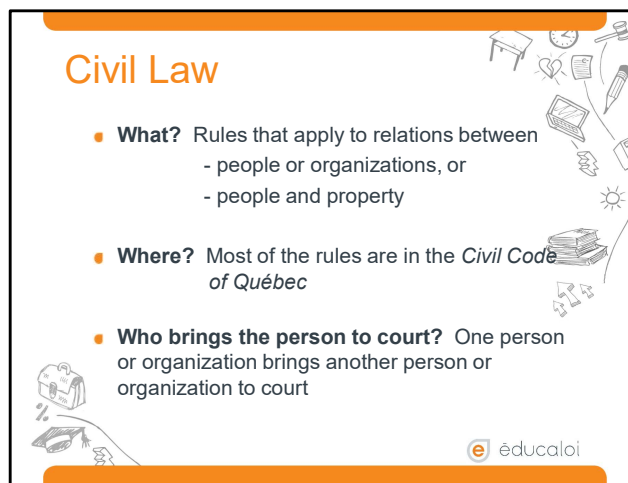 Civil Law
What? Rules that apply to relations between
- people or organizations, or
- people and property
Where? Most of the rules are in the Civil Code
of Québec
Who brings the person to court? One person
or organization brings another person or
organization to court
%
e éducaloi